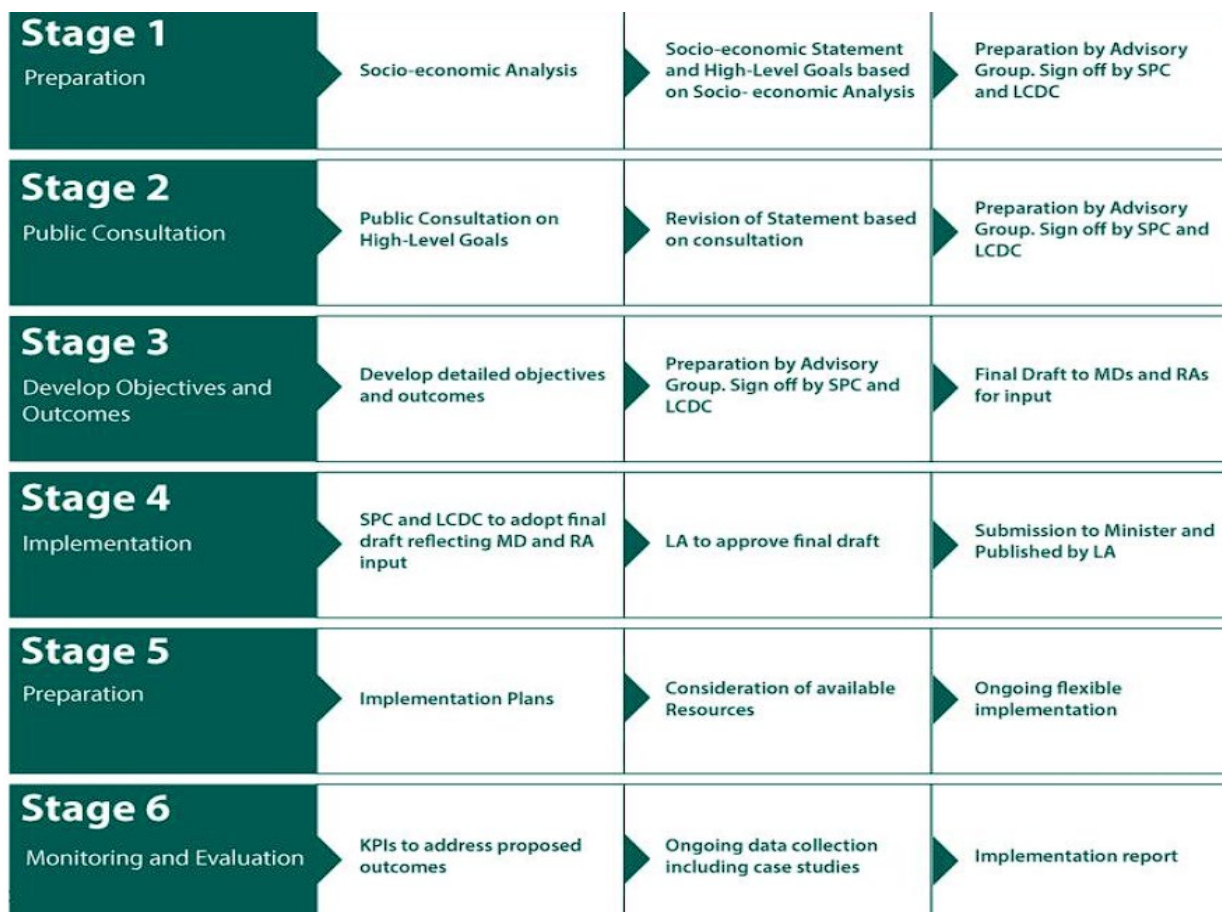 Stage 1
Preparation
Socio-economic Analysis
Socio-economic Statement
and High-Level Goals based
on Socio- economic Analysis
Preparation by Advisory
Group. Sign off by SPC
and LCDC
Stage 2
Public Consultation
Public Consultation on
High-Level Goals
Revision of Statement based
on consultation
Preparation by Advisory
Group. Sign off by SPC and
LCDC
Stage 3
Develop Objectives and
Outcomes
Develop detailed objectives
and outcomes
Preparation by Advisory
Group. Sign off by SPC and
LCDC
Final Draft to MDs and RAs
for input
Stage 4
Implementation
SPC and LCDC to adopt final
draft reflecting MD and RA
input
LA to approve final draft
Submission to Minister and
Published by LA
Stage 5
Preparation
Implementation Plans
Consideration of available
Resources
Ongoing flexible
implementation
Stage 6
Monitoring and Evaluation
KPIs to address proposed
outcomes
Ongoing data collection
including case studies
Implementation report